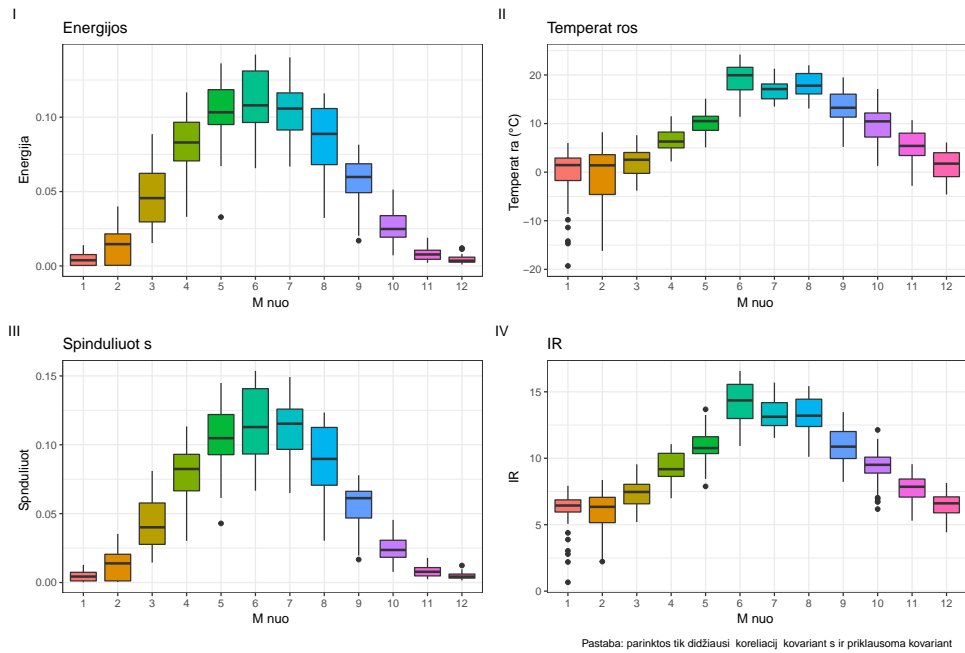 I
Energijos
Energija
0.10
0.05
0.00
1 2 3 4 5 6 7 8 9 10 11 12
M nuo
II
Temperat ros
Temperat ra (°C)
20
10
0
−10
−20
1 2 3 4 5 6 7 8 9 10 11 12
M nuo
III
Spinduliuot s
Spnduliuot
0.15
0.10
0.05
0.00
1 2 3 4 5 6 7 8 9 10 11 12
M nuo
IV
IR
IR
15
10
5
0
1 2 3 4 5 6 7 8 9 10 11 12
M nuo
Pastaba: parinktos tik didžiausi koreliacij kovariant s ir priklausoma kovariant